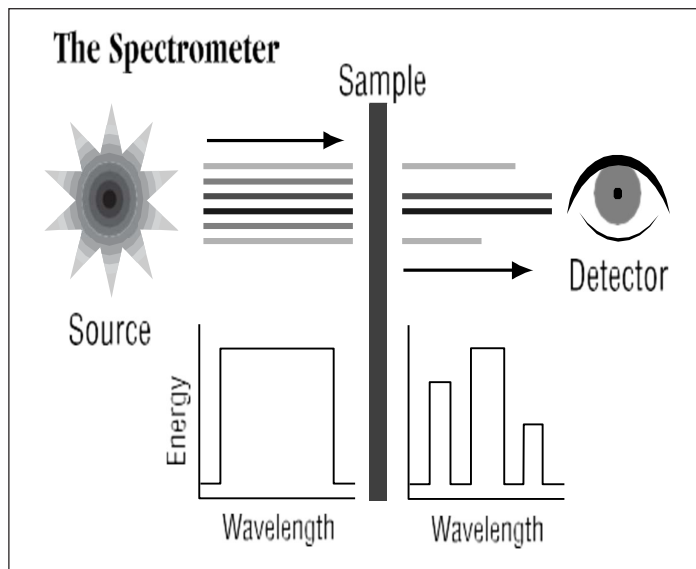 The Spectrometer
Sample
Source
Detector
Energy
Wavelength
Wavelength